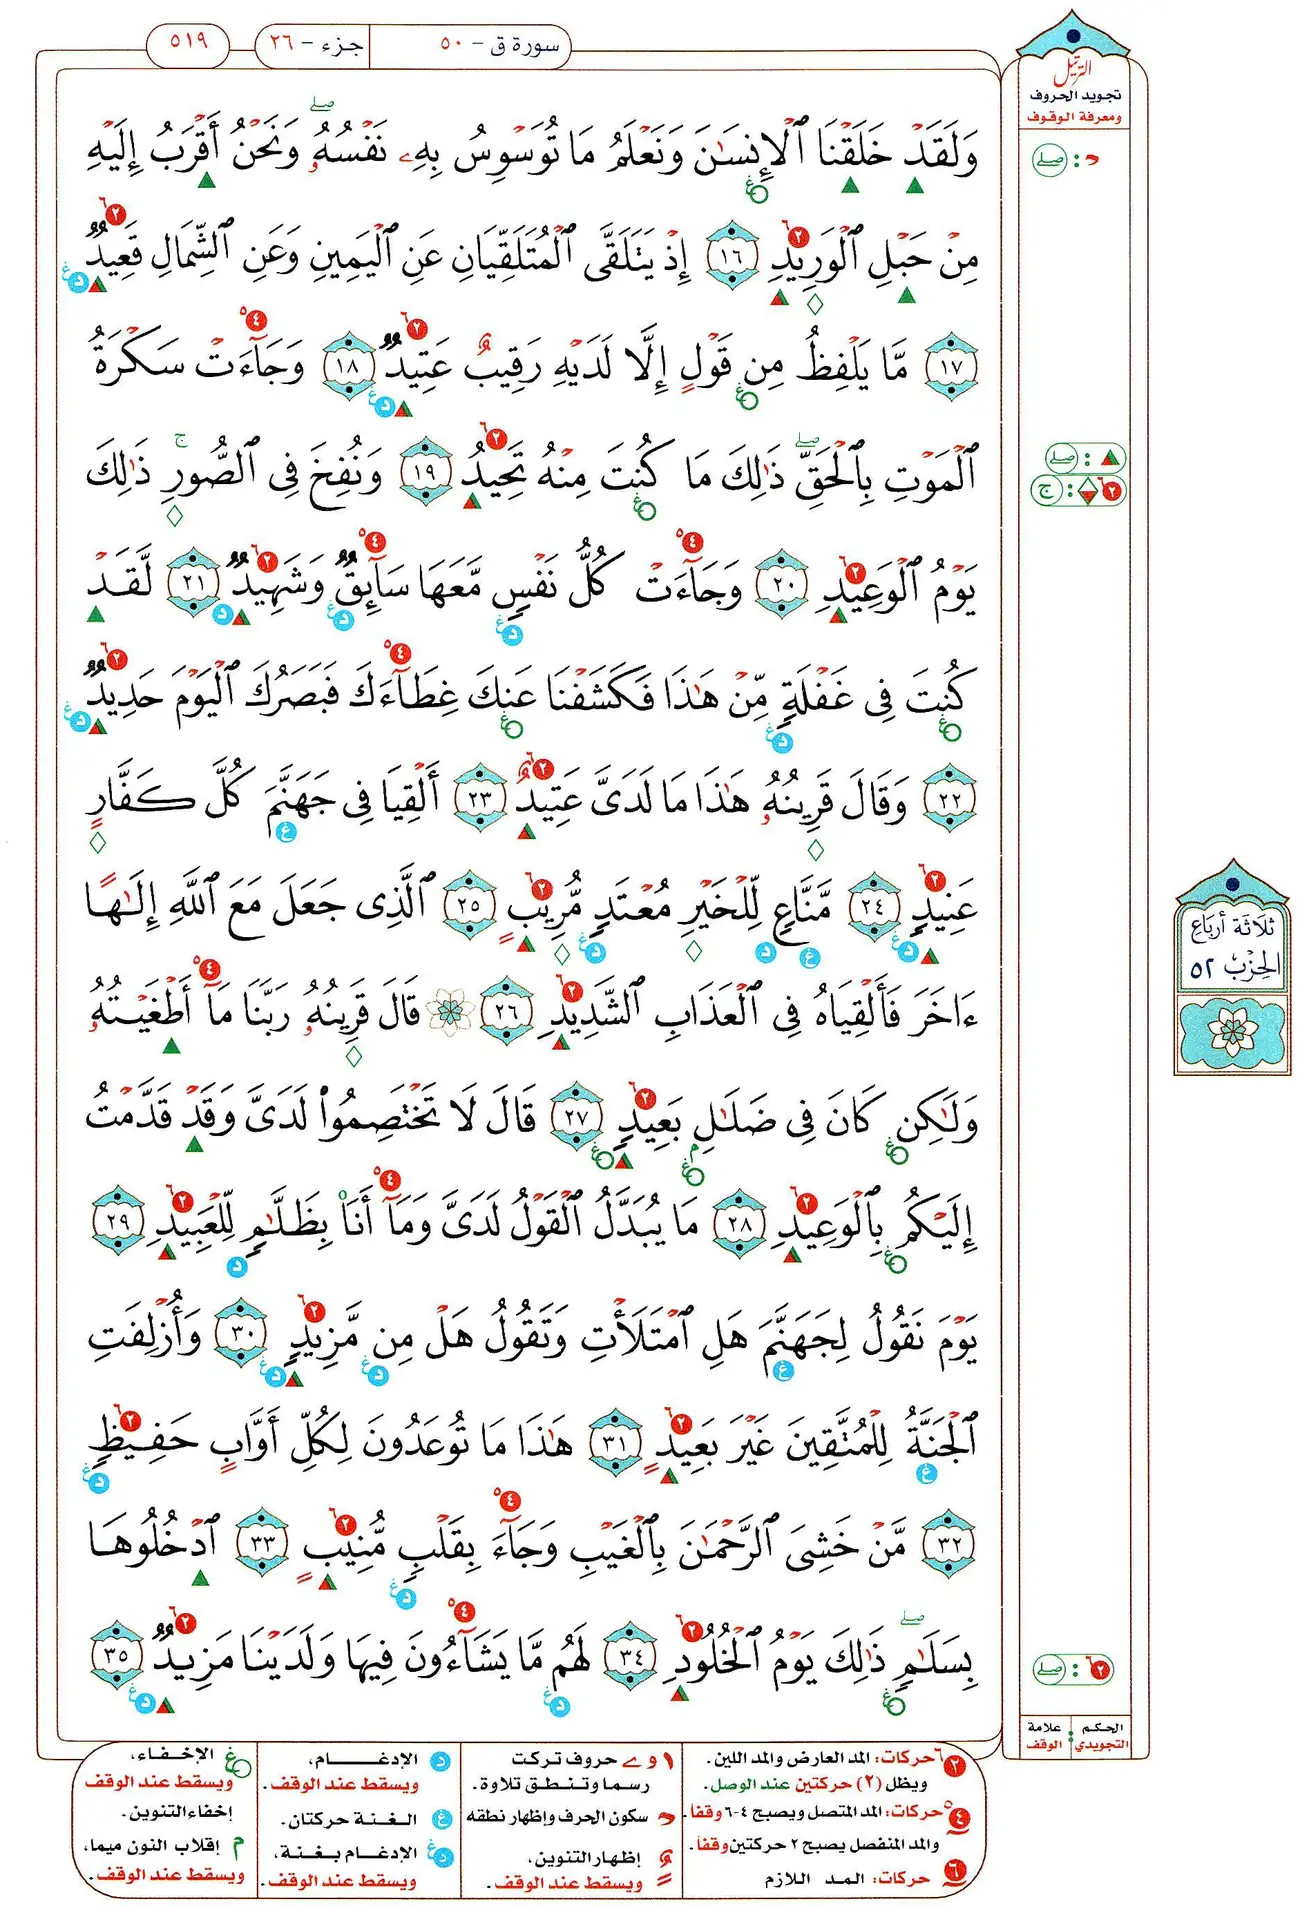 سورة ق - ٥٠
جزء - ٢٦
٥١٩
الترتيل
تجويد الحروف
ومعرفة الوقوف
وَلَقَدْ خَلَقْنَا ٱلْإِنسَٰنَ وَنَعْلَمُ مَا تُوَسْوِسُ بِهِۦ نَفْسُهُۥ ۖ وَنَحْنُ أَقْرَبُ إِلَيْهِ
مِنْ حَبْلِ ٱلْوَرِيدِ ١٦ إِذْ يَتَلَقَّى ٱلْمُتَلَقِّيَانِ عَنِ ٱلْيَمِينِ وَعَنِ ٱلشِّمَالِ قَعِيدٌ
١٧ مَّا يَلْفِظُ مِن قَوْلٍ إِلَّا لَدَيْهِ رَقِيبٌ عَتِيدٌ ١٨ وَجَآءَتْ سَكْرَةُ
ٱلْمَوْتِ بِٱلْحَقِّ ۖ ذَٰلِكَ مَا كُنتَ مِنْهُ تَحِيدُ ١٩ وَنُفِخَ فِى ٱلصُّورِ ۚ ذَٰلِكَ
يَوْمُ ٱلْوَعِيدِ ٢٠ وَجَآءَتْ كُلُّ نَفْسٍ مَّعَهَا سَآئِقٌ وَشَهِيدٌ ٢١ لَّقَدْ
كُنتَ فِى غَفْلَةٍ مِّنْ هَٰذَا فَكَشَفْنَا عَنكَ غِطَآءَكَ فَبَصَرُكَ ٱلْيَوْمَ حَدِيدٌ
٢٢ وَقَالَ قَرِينُهُۥ هَٰذَا مَا لَدَىَّ عَتِيدٌ ٢٣ أَلْقِيَا فِى جَهَنَّمَ كُلَّ كَفَّارٍ
عَنِيدٍ ٢٤ مَّنَّاعٍ لِّلْخَيْرِ مُعْتَدٍ مُّرِيبٍ ٢٥ ٱلَّذِى جَعَلَ مَعَ ٱللَّهِ إِلَٰهًا
ءَاخَرَ فَأَلْقِيَاهُ فِى ٱلْعَذَابِ ٱلشَّدِيدِ ٢٦ قَالَ قَرِينُهُۥ رَبَّنَا مَآ أَطْغَيْتُهُۥ
وَلَٰكِن كَانَ فِى ضَلَٰلٍۭ بَعِيدٍ ٢٧ قَالَ لَا تَخْتَصِمُوا۟ لَدَىَّ وَقَدْ قَدَّمْتُ
إِلَيْكُم بِٱلْوَعِيدِ ٢٨ مَا يُبَدَّلُ ٱلْقَوْلُ لَدَىَّ وَمَآ أَنَا۠ بِظَلَّٰمٍ لِّلْعَبِيدِ ٢٩
يَوْمَ نَقُولُ لِجَهَنَّمَ هَلِ ٱمْتَلَأْتِ وَتَقُولُ هَلْ مِن مَّزِيدٍ ٣٠ وَأُزْلِفَتِ
ٱلْجَنَّةُ لِلْمُتَّقِينَ غَيْرَ بَعِيدٍ ٣١ هَٰذَا مَا تُوعَدُونَ لِكُلِّ أَوَّابٍ حَفِيظٍ
٣٢ مَّنْ خَشِىَ ٱلرَّحْمَٰنَ بِٱلْغَيْبِ وَجَآءَ بِقَلْبٍ مُّنِيبٍ ٣٣ ٱدْخُلُوهَا
بِسَلَٰمٍ ۖ ذَٰلِكَ يَوْمُ ٱلْخُلُودِ ٣٤ لَهُم مَّا يَشَآءُونَ فِيهَا وَلَدَيْنَا مَزِيدٌ ٣٥
ثلاثة أرباع
الحزب ٥٢
الحكم التجويدي : علامة الوقف
٢ ٦ حركات: المد العارض والمد اللين.
ويظل (٢) حركتين عند الوصل.
٤ ٥ حركات: المد المتصل ويصبح ٤-٦ وقفاً.
والمد المنفصل يصبح ٢ حركتين وقفاً.
٦ حركات: المد اللازم
ا و ے حروف تركت
رسما وتنطق تلاوة.
سكون الحرف وإظهار نطقه
إظهار التنوين،
ويسقط عند الوقف.
د الإدغام،
ويسقط عند الوقف.
غ الغنة حركتان.
دغ الإدغام بغنة،
ويسقط عند الوقف.
غ الإخفاء،
ويسقط عند الوقف
إخفاء التنوين.
م إقلاب النون ميما،
ويسقط عند الوقف.